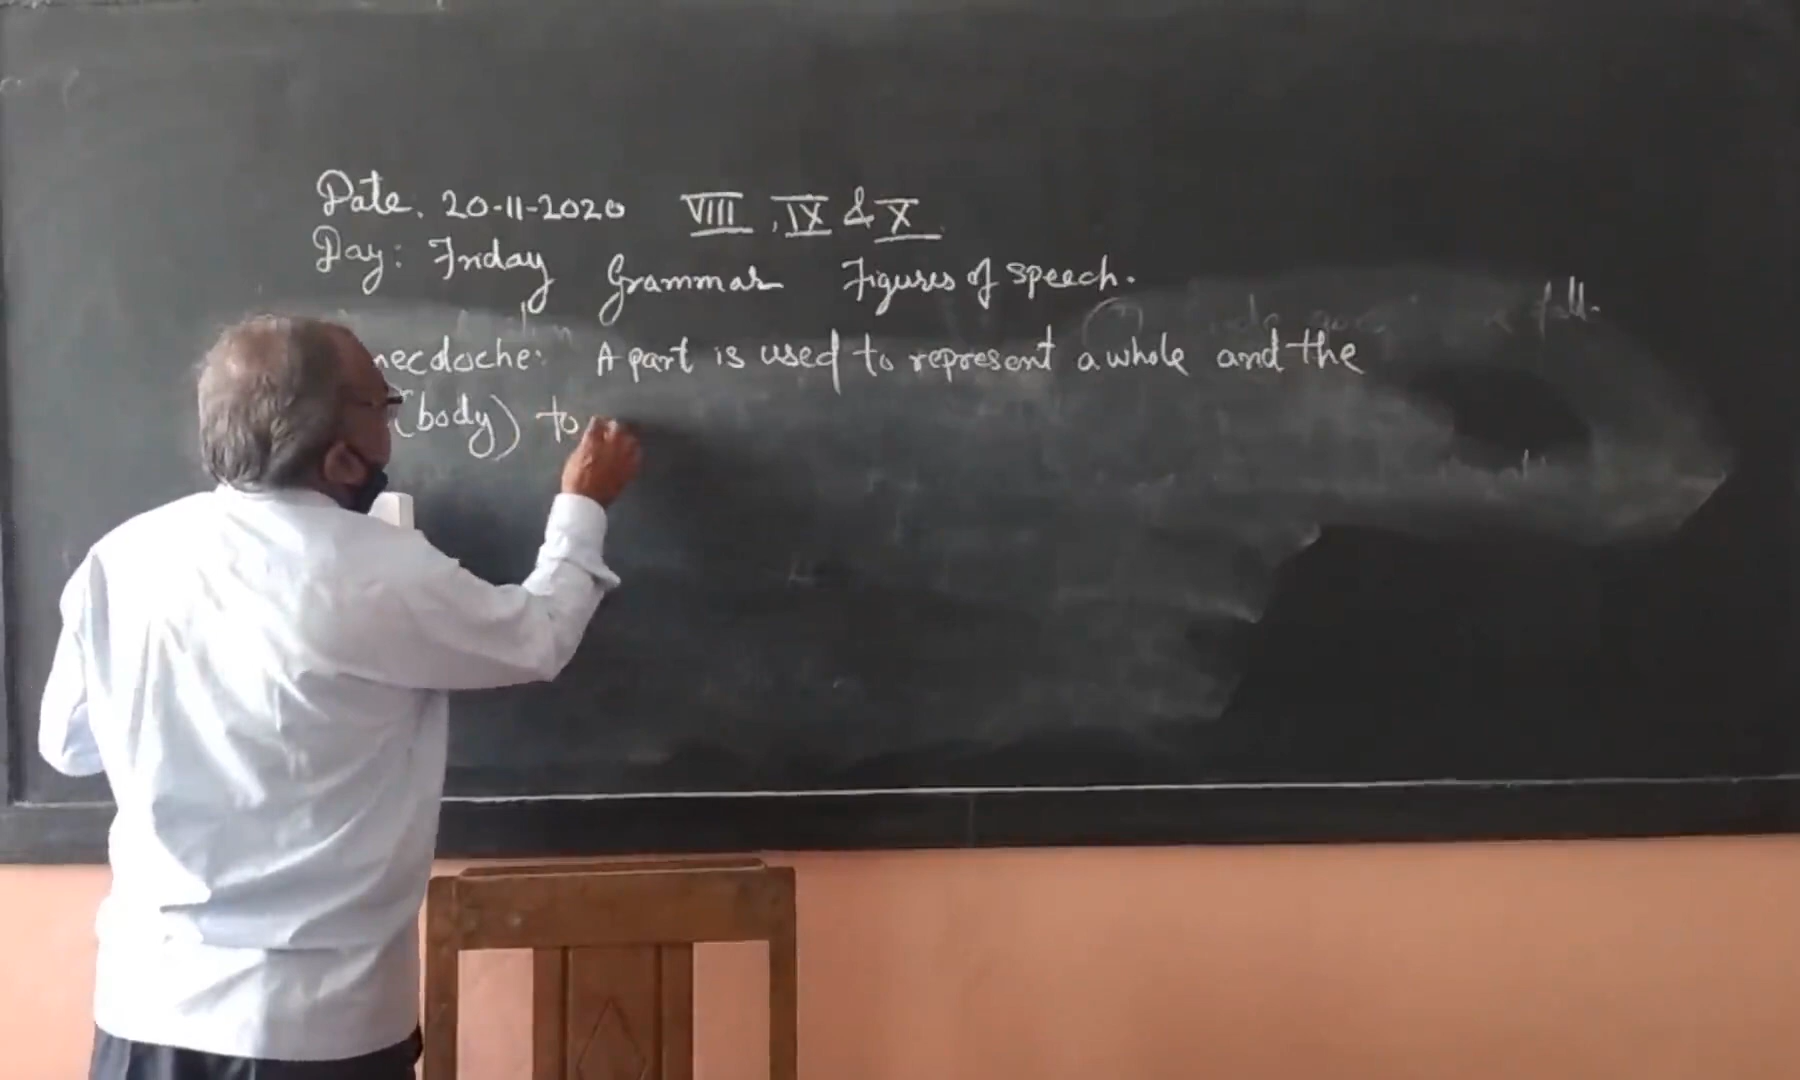 Date. 20-11-2020 VIII, IX & X
Day: Friday Grammar Figures of speech.
necdoche: A part is used to represent a whole and the
(body) to
fall.